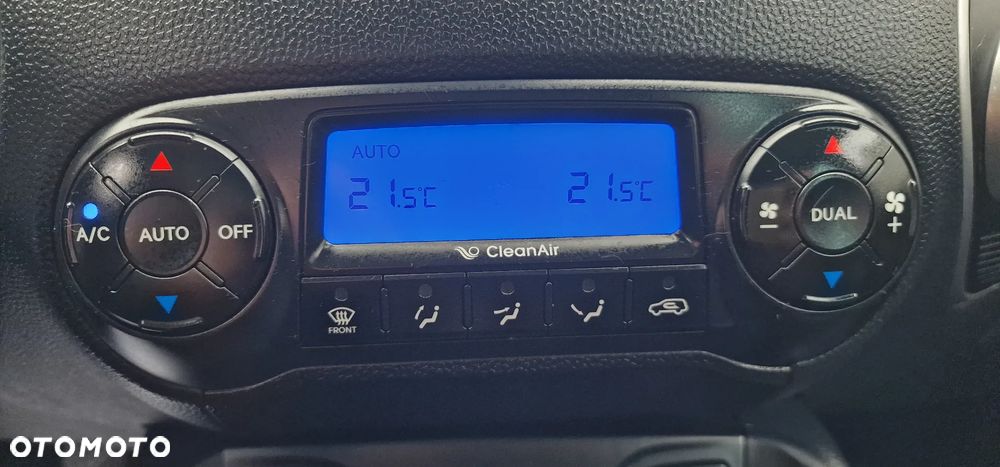 AUTO
21.5°C 21.5°C
A/C AUTO OFF
- DUAL +
CleanAir
FRONT
OTOMOTO